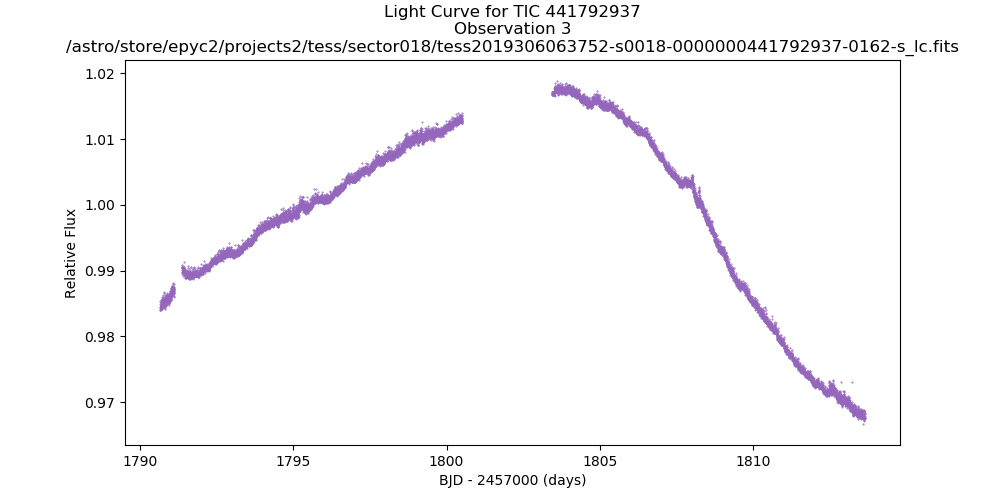 Light Curve for TIC 441792937
Observation 3
/astro/store/epyc2/projects2/tess/sector018/tess2019306063752-s0018-0000000441792937-0162-s_lc.fits
1.02
1.01
1.00
0.99
0.98
0.97
Relative Flux
1790
1795
1800
1805
1810
BJD - 2457000 (days)